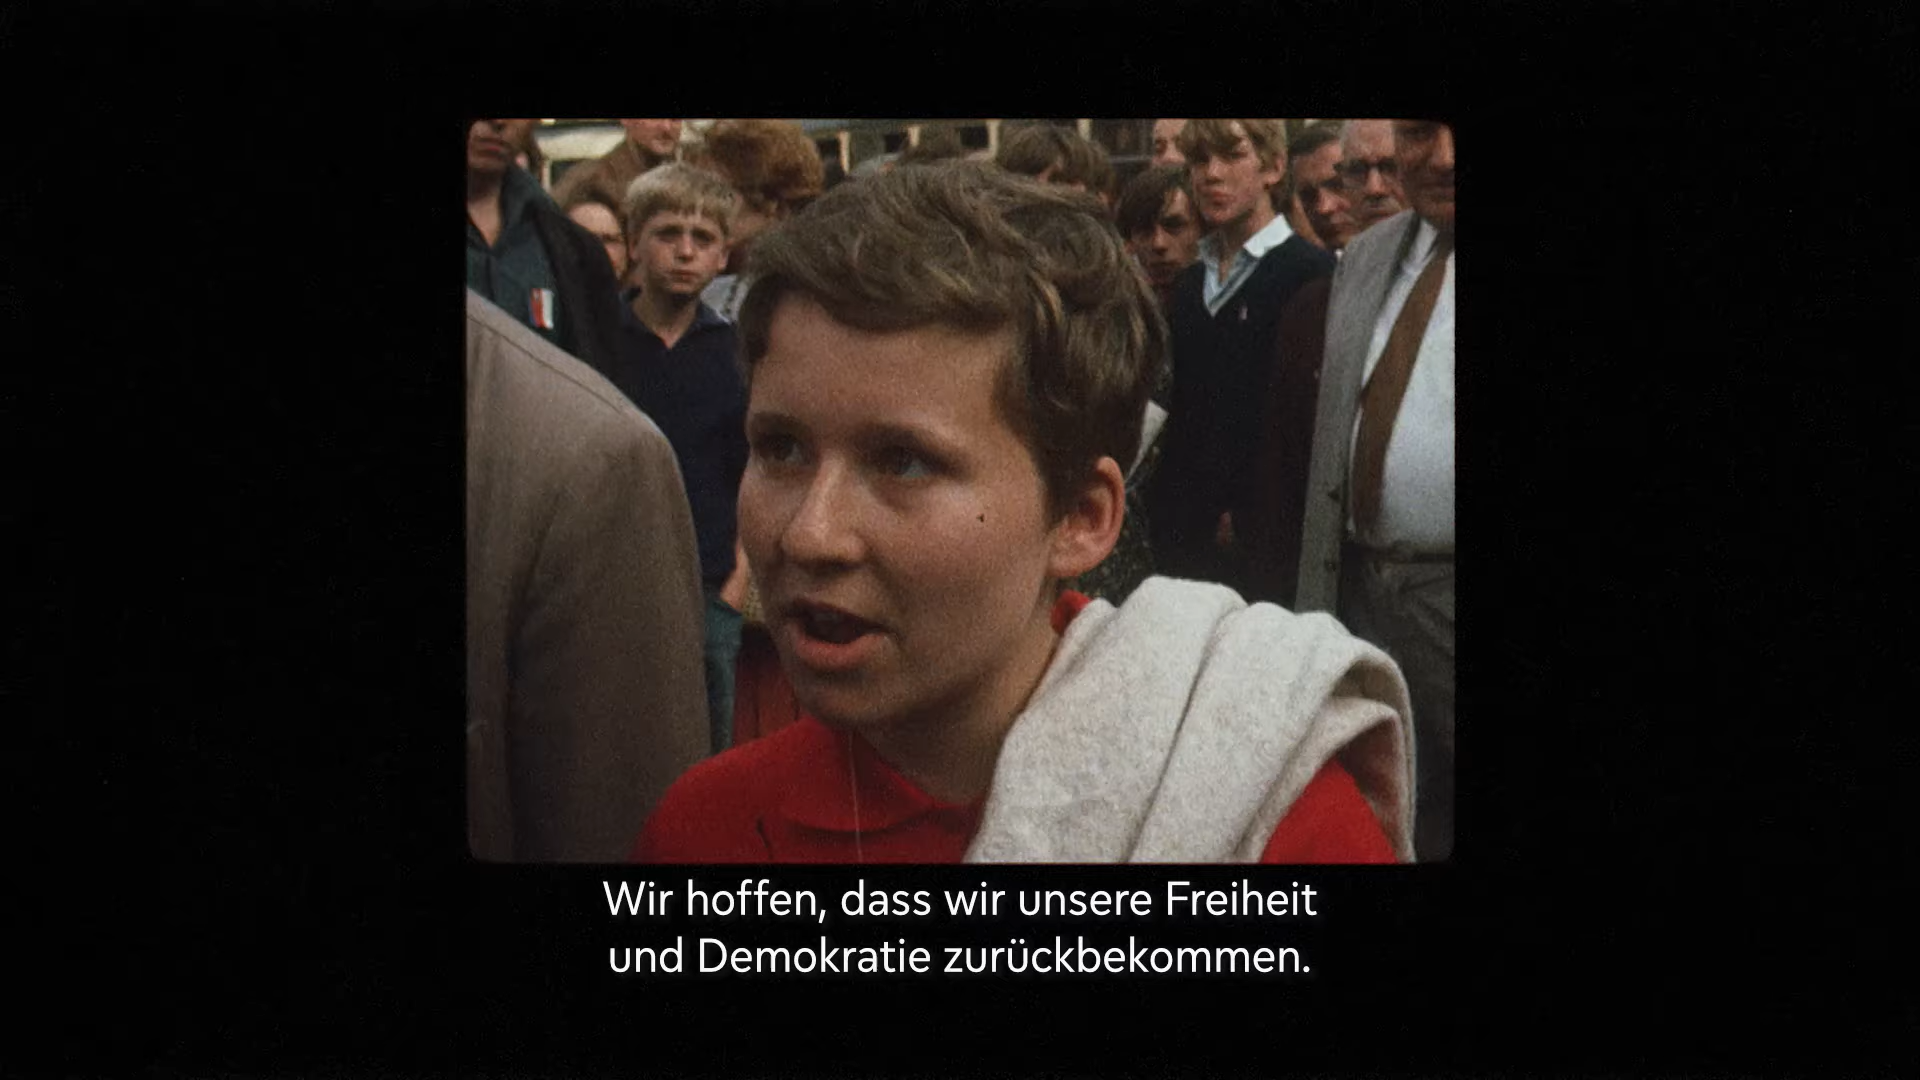 Wir hoffen, dass wir unsere Freiheit
und Demokratie zurückbekommen.